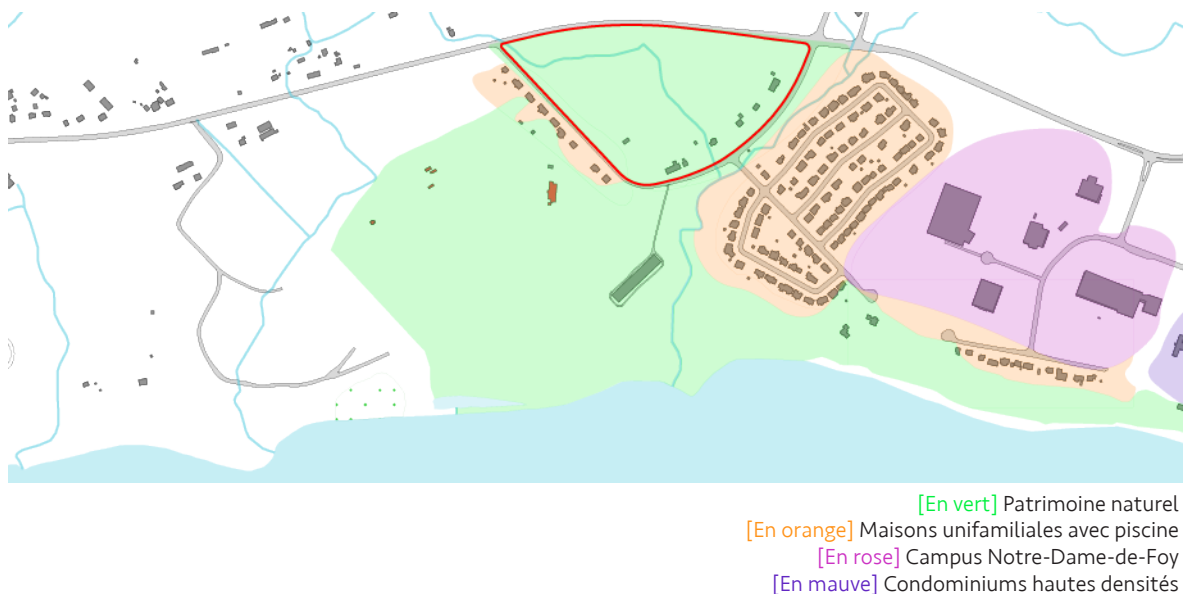 [En vert] Patrimoine naturel
[En orange] Maisons unifamiliales avec piscine
[En rose] Campus Notre-Dame-de-Foy
[En mauve] Condominiums hautes densités